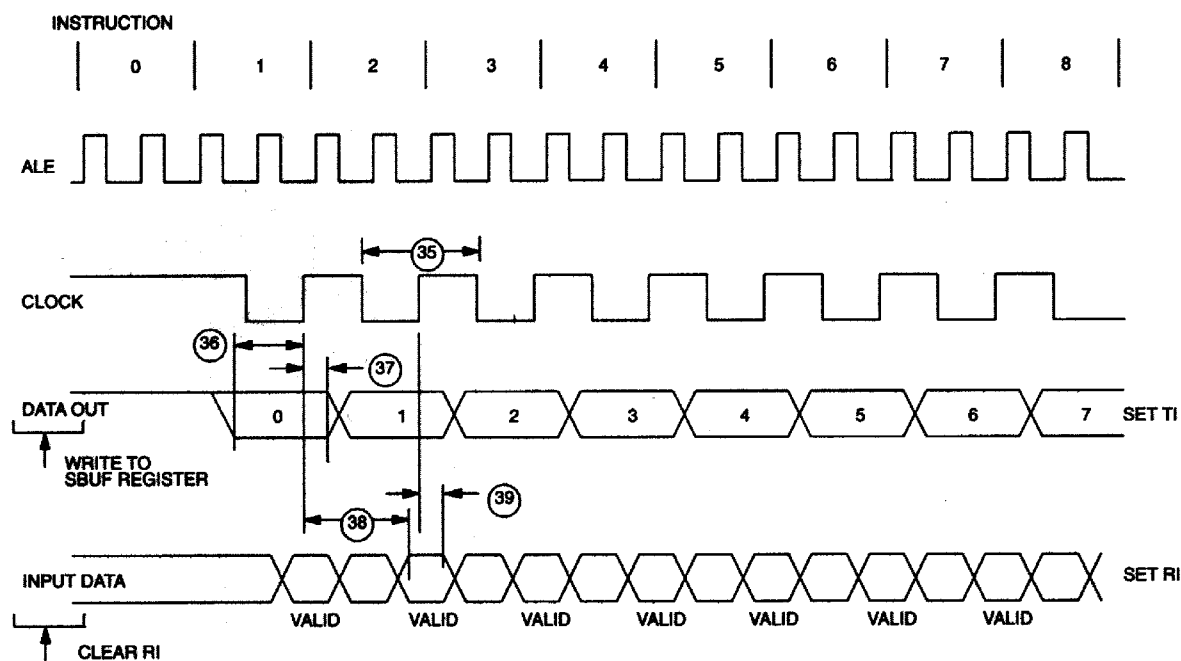 INSTRUCTION
0 1 2 3 4 5 6 7 8
ALE
35
CLOCK
36
37
DATA OUT 0 1 2 3 4 5 6 7 SET TI
WRITE TO
SBUF REGISTER
39
38
INPUT DATA SET RI
VALID VALID VALID VALID VALID VALID VALID
CLEAR RI